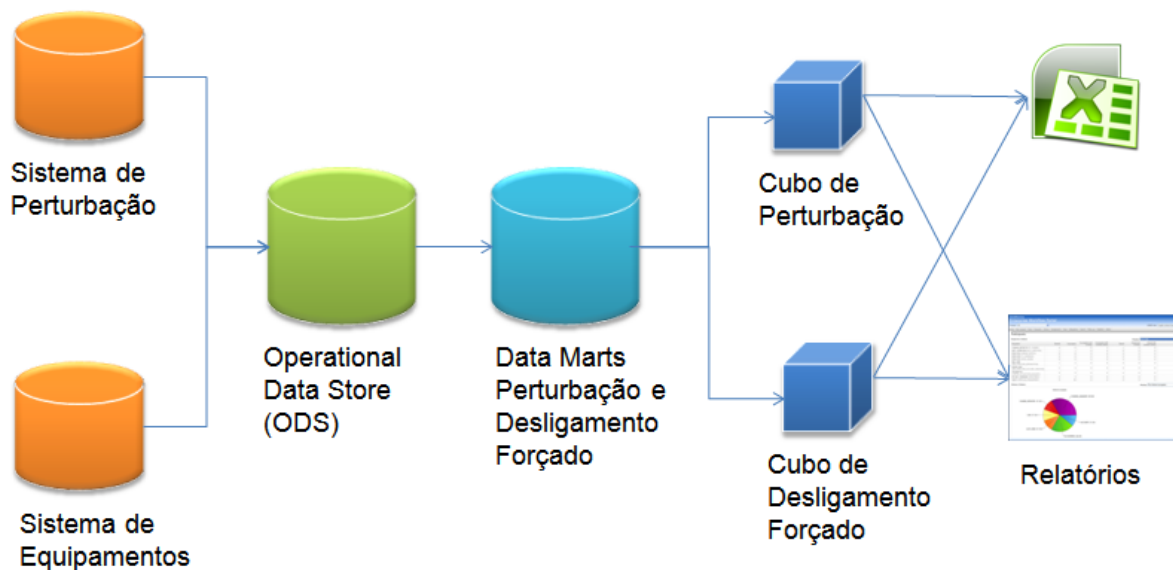 Sistema de
Perturbação
Sistema de
Equipamentos
Operational
Data Store
(ODS)
Data Marts
Perturbação e
Desligamento
Forçado
Cubo de
Perturbação
Cubo de
Desligamento
Forçado
Relatórios